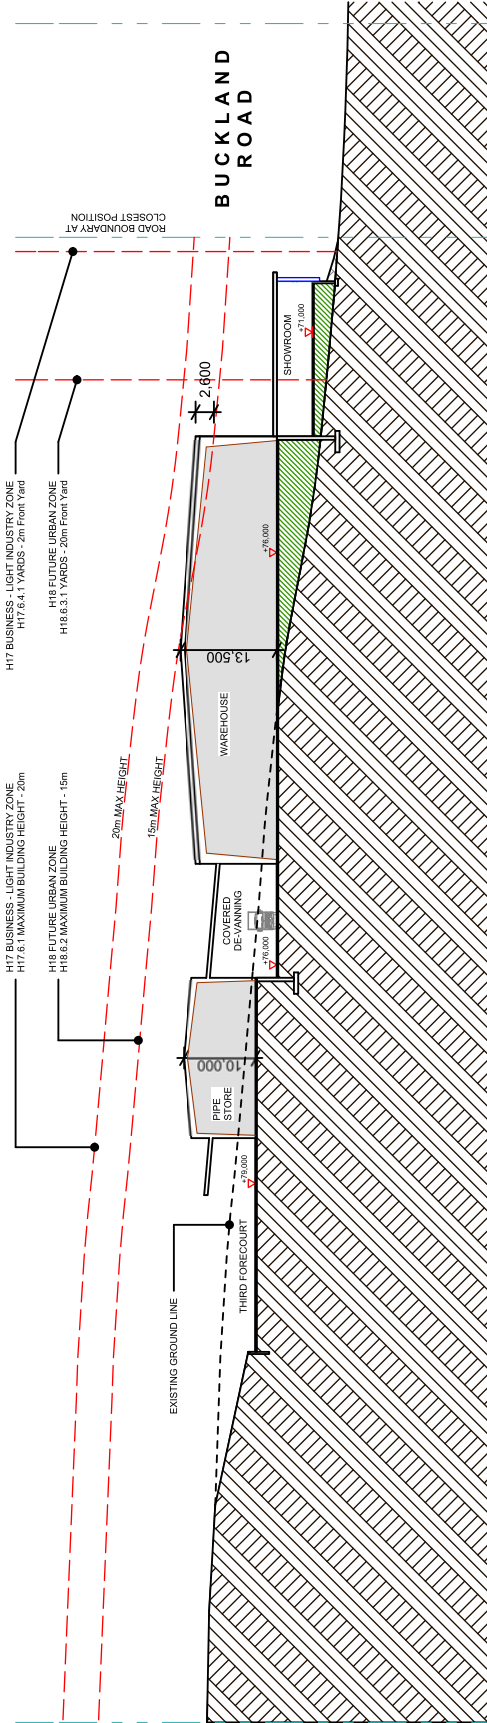 H17 BUSINESS - LIGHT INDUSTRY ZONE
H17.6.1 MAXIMUM BUILDING HEIGHT - 20m
H18 FUTURE URBAN ZONE
H18.6.2 MAXIMUM BUILDING HEIGHT - 15m
H17 BUSINESS - LIGHT INDUSTRY ZONE
H17.6.4.1 YARDS - 2m Front Yard
H18 FUTURE URBAN ZONE
H18.6.3.1 YARDS - 20m Front Yard
ROAD BOUNDARY AT
CLOSEST POSITION
20m MAX HEIGHT
15m MAX HEIGHT
EXISTING GROUND LINE
THIRD FORECOURT
+79,000
PIPE
STORE
10,000
COVERED
DE-VANNING
+76,000
WAREHOUSE
13,500
+76,000
2,600
SHOWROOM
+71,000
BUCKLAND
ROAD